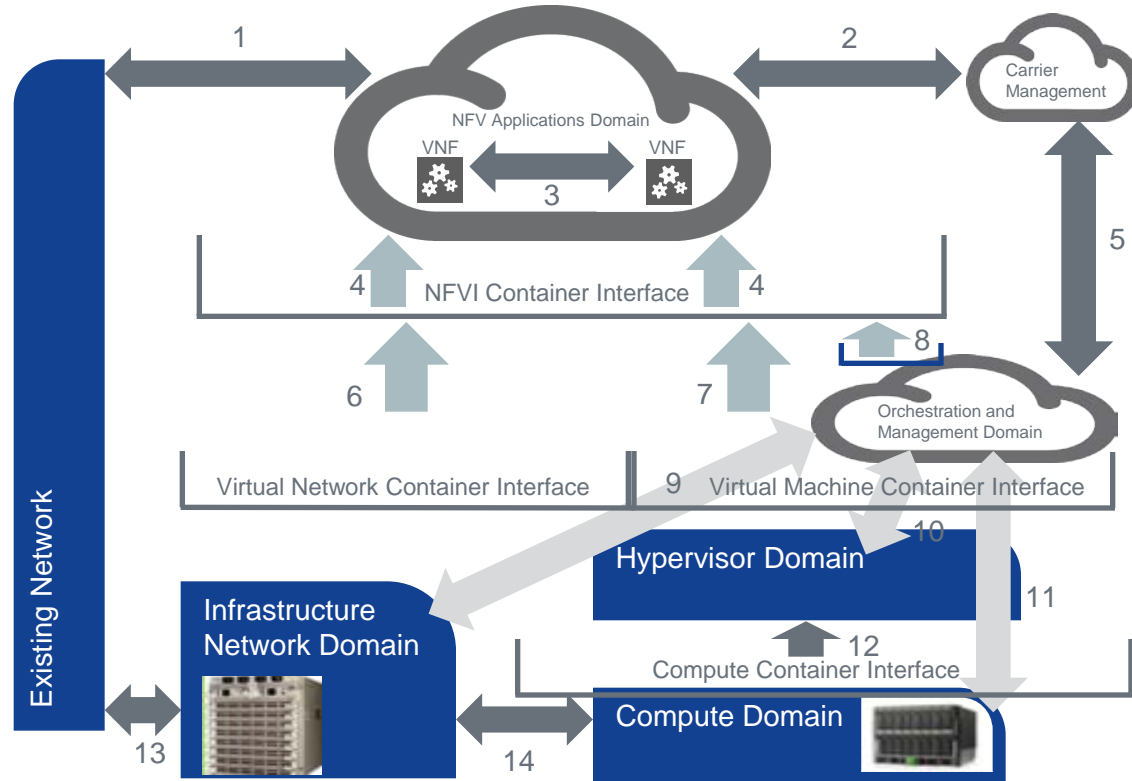 1
2
Carrier
Management
NFV Applications Domain
VNF
VNF
3
5
4
4
NFVI Container Interface
8
6
7
Orchestration and
Management Domain
Virtual Network Container Interface
9
Virtual Machine Container Interface
10
Hypervisor Domain
Existing Network
Infrastructure
Network Domain
11
12
Compute Container Interface
Compute Domain
13
14